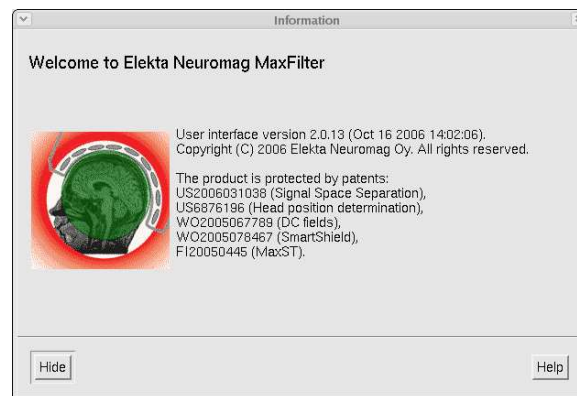 Information
Welcome to Elekta Neuromag MaxFilter
User interface version 2.0.13 (Oct 16 2006 14:02:06).
Copyright (C) 2006 Elekta Neuromag Oy. All rights reserved.
The product is protected by patents:
US2006031038 (Signal Space Separation),
US6876196 (Head position determination),
WO2005067789 (DC fields),
WO2005078467 (SmartShield),
FI20050445 (MaxST).
Hide
Help